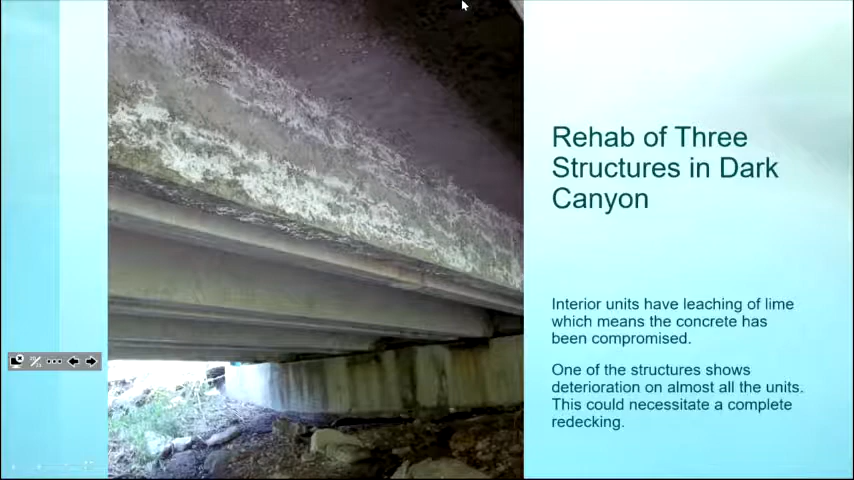 Rehab of Three
Structures in Dark
Canyon
Interior units have leaching of lime
which means the concrete has
been compromised.
One of the structures shows
deterioration on almost all the units.
This could necessitate a complete
redecking.